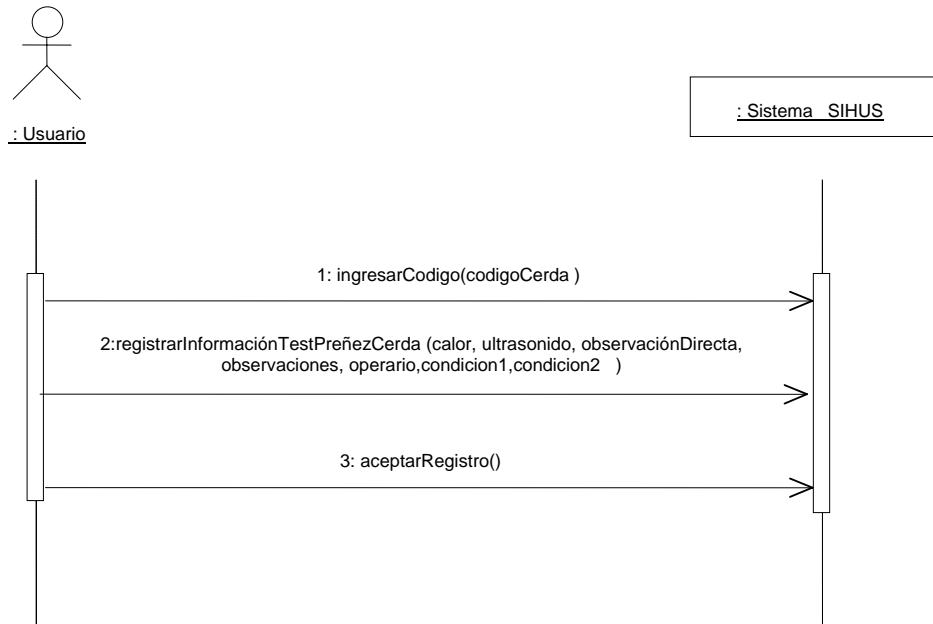 : Usuario
: Sistema SIHUS
1: ingresarCodigo(codigoCerda )
2:registrarInformaciónTestPreñezCerda (calor, ultrasonido, observaciónDirecta,
observaciones, operario,condicion1,condicion2 )
3: aceptarRegistro()